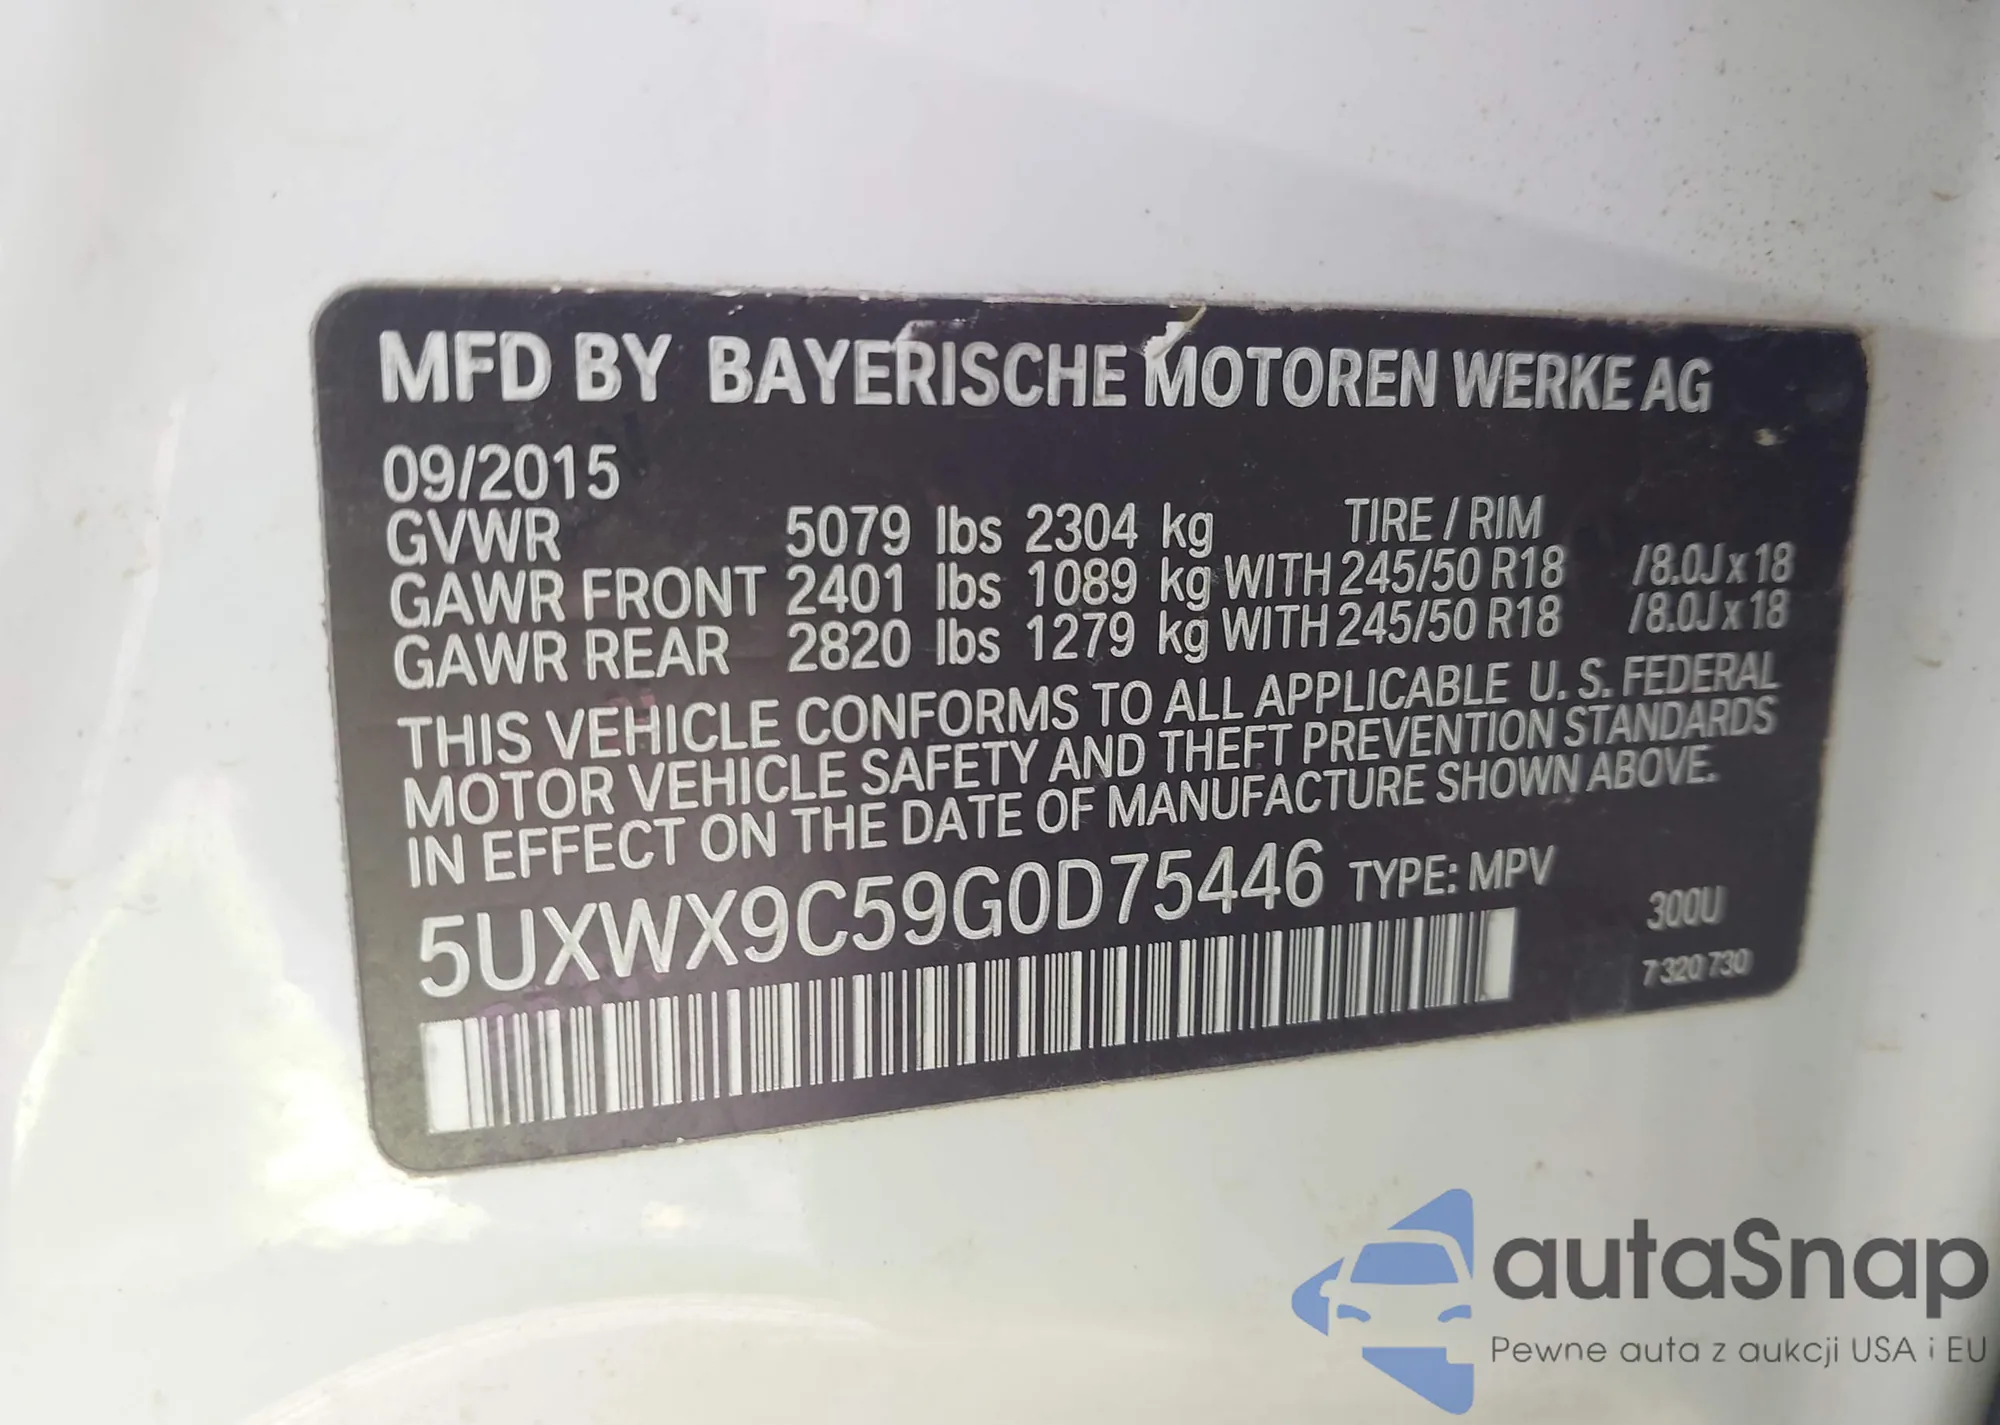 MFD BY BAYERISCHE MOTOREN WERKE AG
09/2015
GVWR 5079 lbs 2304 kg TIRE / RIM
GAWR FRONT 2401 lbs 1089 kg WITH 245/50 R18 /8.0J x 18
GAWR REAR 2820 lbs 1279 kg WITH 245/50 R18 /8.0J x 18
THIS VEHICLE CONFORMS TO ALL APPLICABLE U. S. FEDERAL
MOTOR VEHICLE SAFETY AND THEFT PREVENTION STANDARDS
IN EFFECT ON THE DATE OF MANUFACTURE SHOWN ABOVE.
5UXWX9C59G0D75446 TYPE: MPV
300U
7 320 730
autaSnap
Pewne auta z aukcji USA i EU